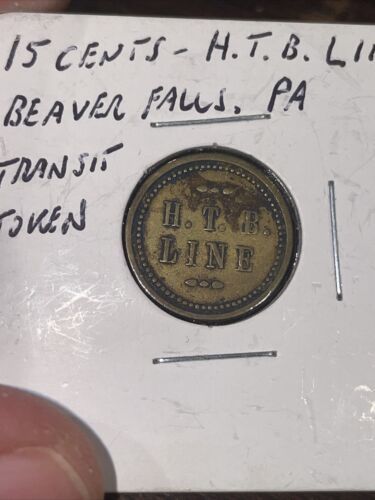 15 CENTS - H.T.B. LI
BEAVER FALLS, PA
TRANSIT
TOKEN
H. T. B.
LINE